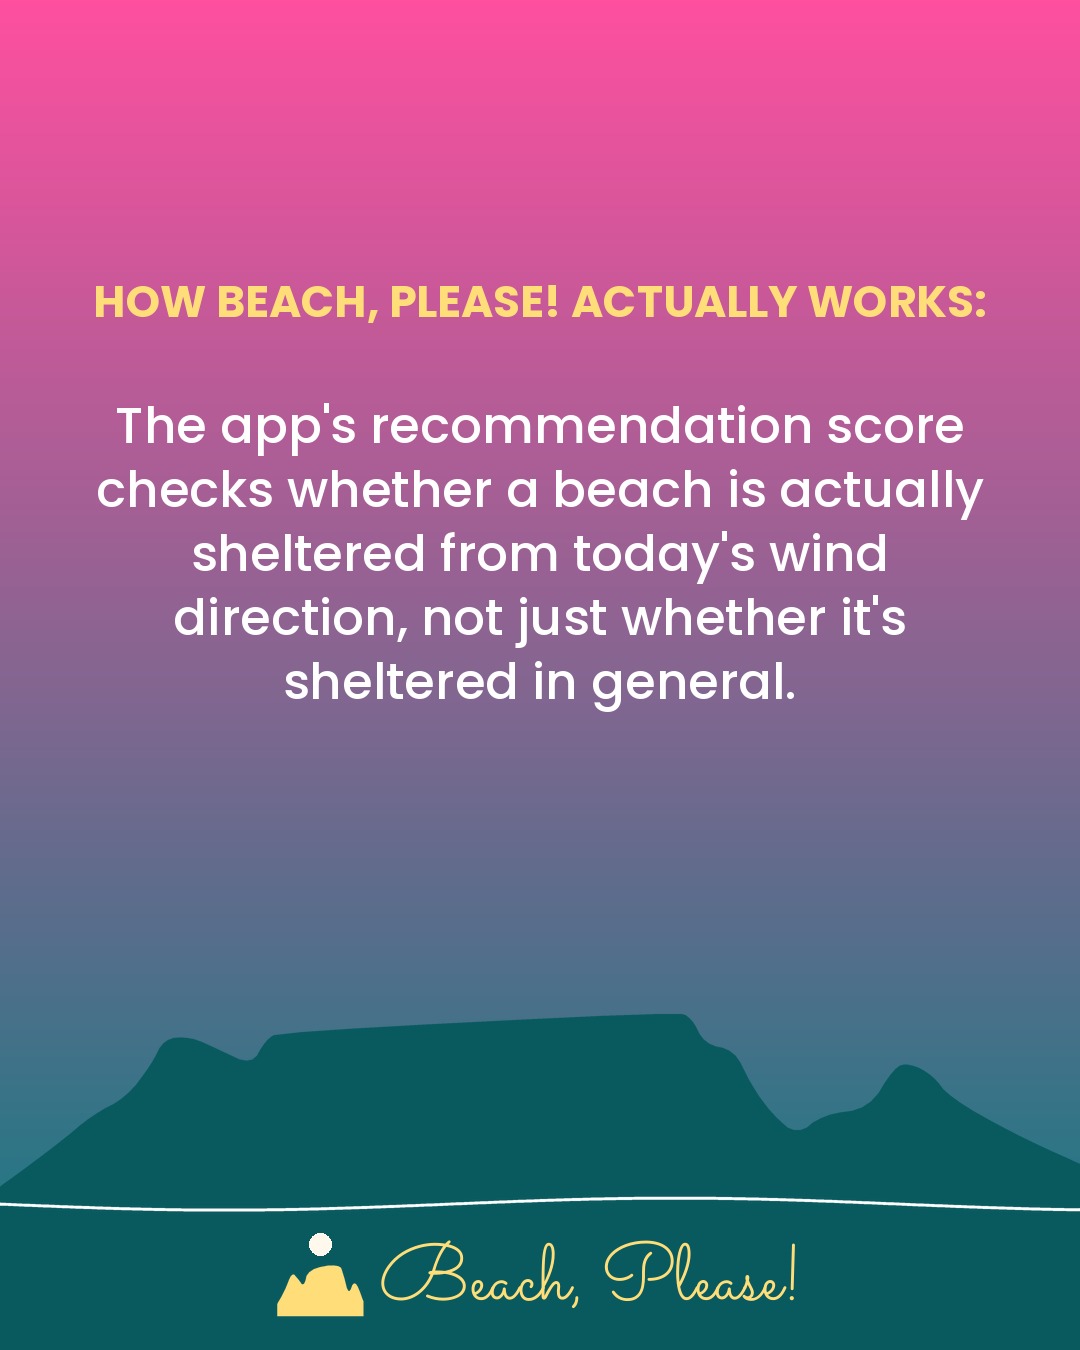 HOW BEACH, PLEASE! ACTUALLY WORKS:
The app's recommendation score
checks whether a beach is actually
sheltered from today's wind
direction, not just whether it's
sheltered in general.
Beach, Please!